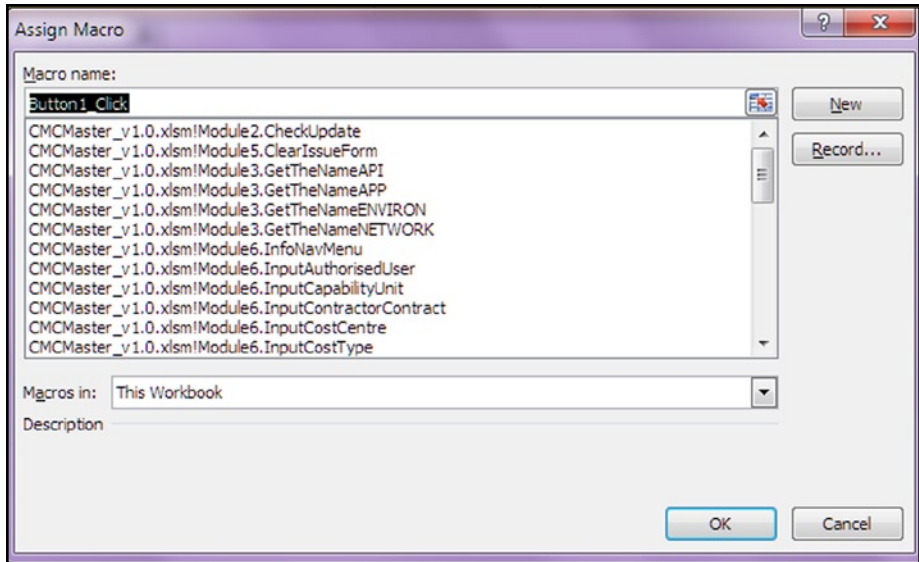 Assign Macro
Macro name:
Button1_Click
New
CMCMaster_v1.0.xlsm!Module2.CheckUpdate
CMCMaster_v1.0.xlsm!Module5.ClearIssueForm
Record...
CMCMaster_v1.0.xlsm!Module3.GetTheNameAPI
CMCMaster_v1.0.xlsm!Module3.GetTheNameAPP
CMCMaster_v1.0.xlsm!Module3.GetTheNameENVIRON
CMCMaster_v1.0.xlsm!Module3.GetTheNameNETWORK
CMCMaster_v1.0.xlsm!Module6.InfoNavMenu
CMCMaster_v1.0.xlsm!Module6.InputAuthorisedUser
CMCMaster_v1.0.xlsm!Module6.InputCapabilityUnit
CMCMaster_v1.0.xlsm!Module6.InputContractorContract
CMCMaster_v1.0.xlsm!Module6.InputCostCentre
CMCMaster_v1.0.xlsm!Module6.InputCostType
Macros in: This Workbook
Description
OK Cancel